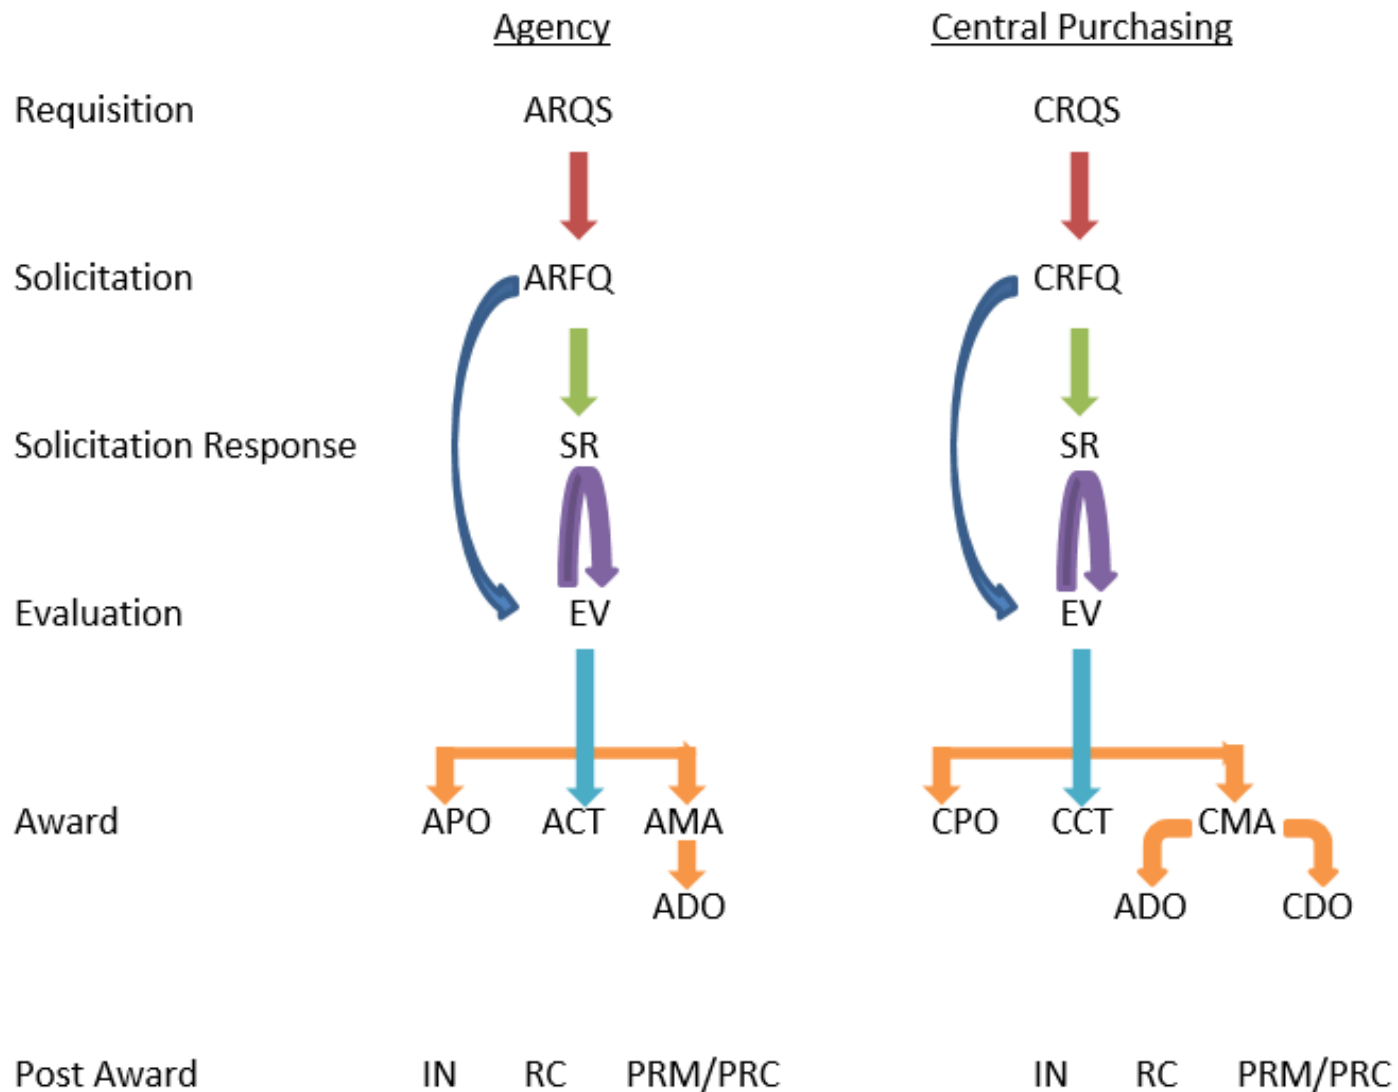 Agency Central Purchasing
Requisition ARQS CRQS
Solicitation ARFQ CRFQ
Solicitation Response SR SR
Evaluation EV EV
Award APO ACT AMA CPO CCT CMA
ADO ADO CDO
Post Award IN RC PRM/PRC IN RC PRM/PRC